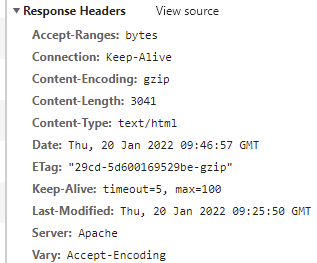 Response Headers View source
Accept-Ranges: bytes
Connection: Keep-Alive
Content-Encoding: gzip
Content-Length: 3041
Content-Type: text/html
Date: Thu, 20 Jan 2022 09:46:57 GMT
ETag: "29cd-5d600169529be-gzip"
Keep-Alive: timeout=5, max=100
Last-Modified: Thu, 20 Jan 2022 09:25:50 GMT
Server: Apache
Vary: Accept-Encoding